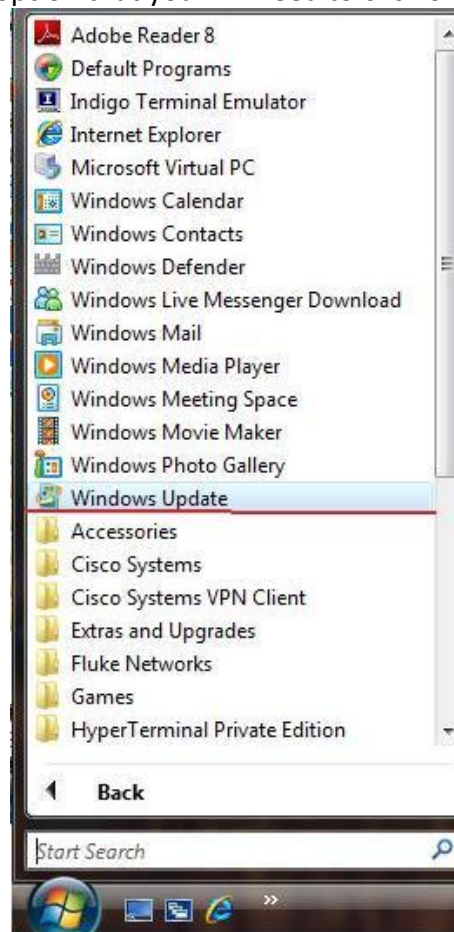 Adobe Reader 8
Default Programs
Indigo Terminal Emulator
Internet Explorer
Microsoft Virtual PC
Windows Calendar
Windows Contacts
Windows Defender
Windows Live Messenger Download
Windows Mail
Windows Media Player
Windows Meeting Space
Windows Movie Maker
Windows Photo Gallery
Windows Update
Accessories
Cisco Systems
Cisco Systems VPN Client
Extras and Upgrades
Fluke Networks
Games
HyperTerminal Private Edition
Back
Start Search
»